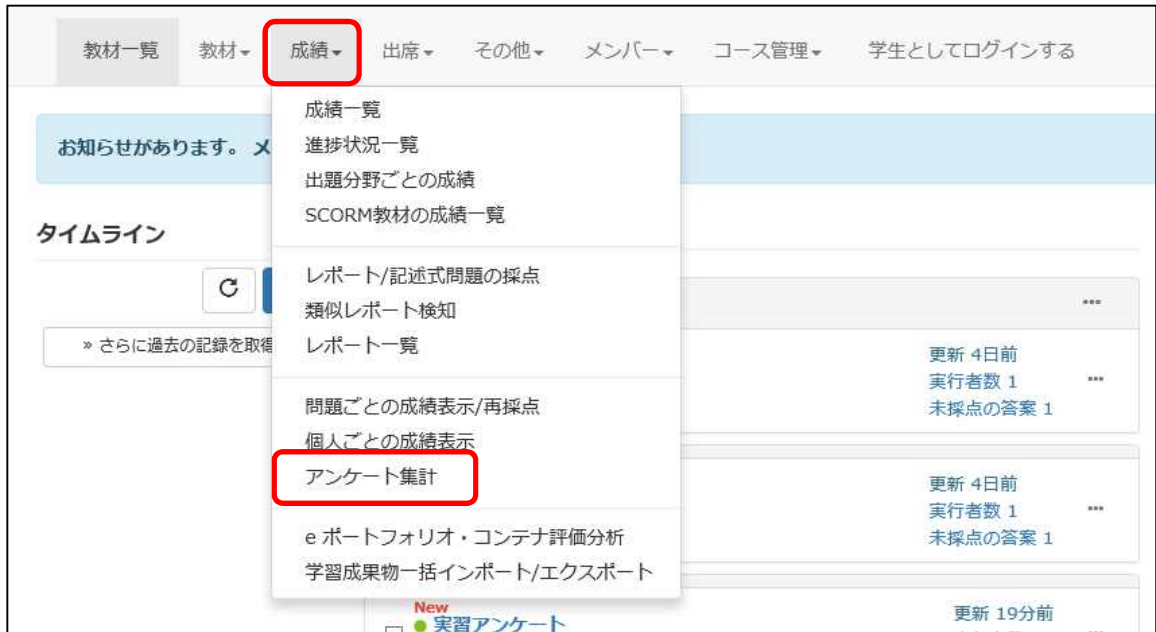 教材一覧 教材 成績 出席 その他 メンバー コース管理 学生としてログインする
成績一覧
進捗状況一覧
出題分野ごとの成績
SCORM教材の成績一覧
レポート/記述式問題の採点
類似レポート検知
レポート一覧
問題ごとの成績表示/再採点
個人ごとの成績表示
アンケート集計
e ポートフォリオ・コンテナ評価分析
学習成果物一括インポート/エクスポート
お知らせがあります。 メ
タイムライン
» さらに過去の記録を取得
更新 4日前
実行者数 1
未採点の答案 1
更新 4日前
実行者数 1
未採点の答案 1
New
実習アンケート
更新 19分前